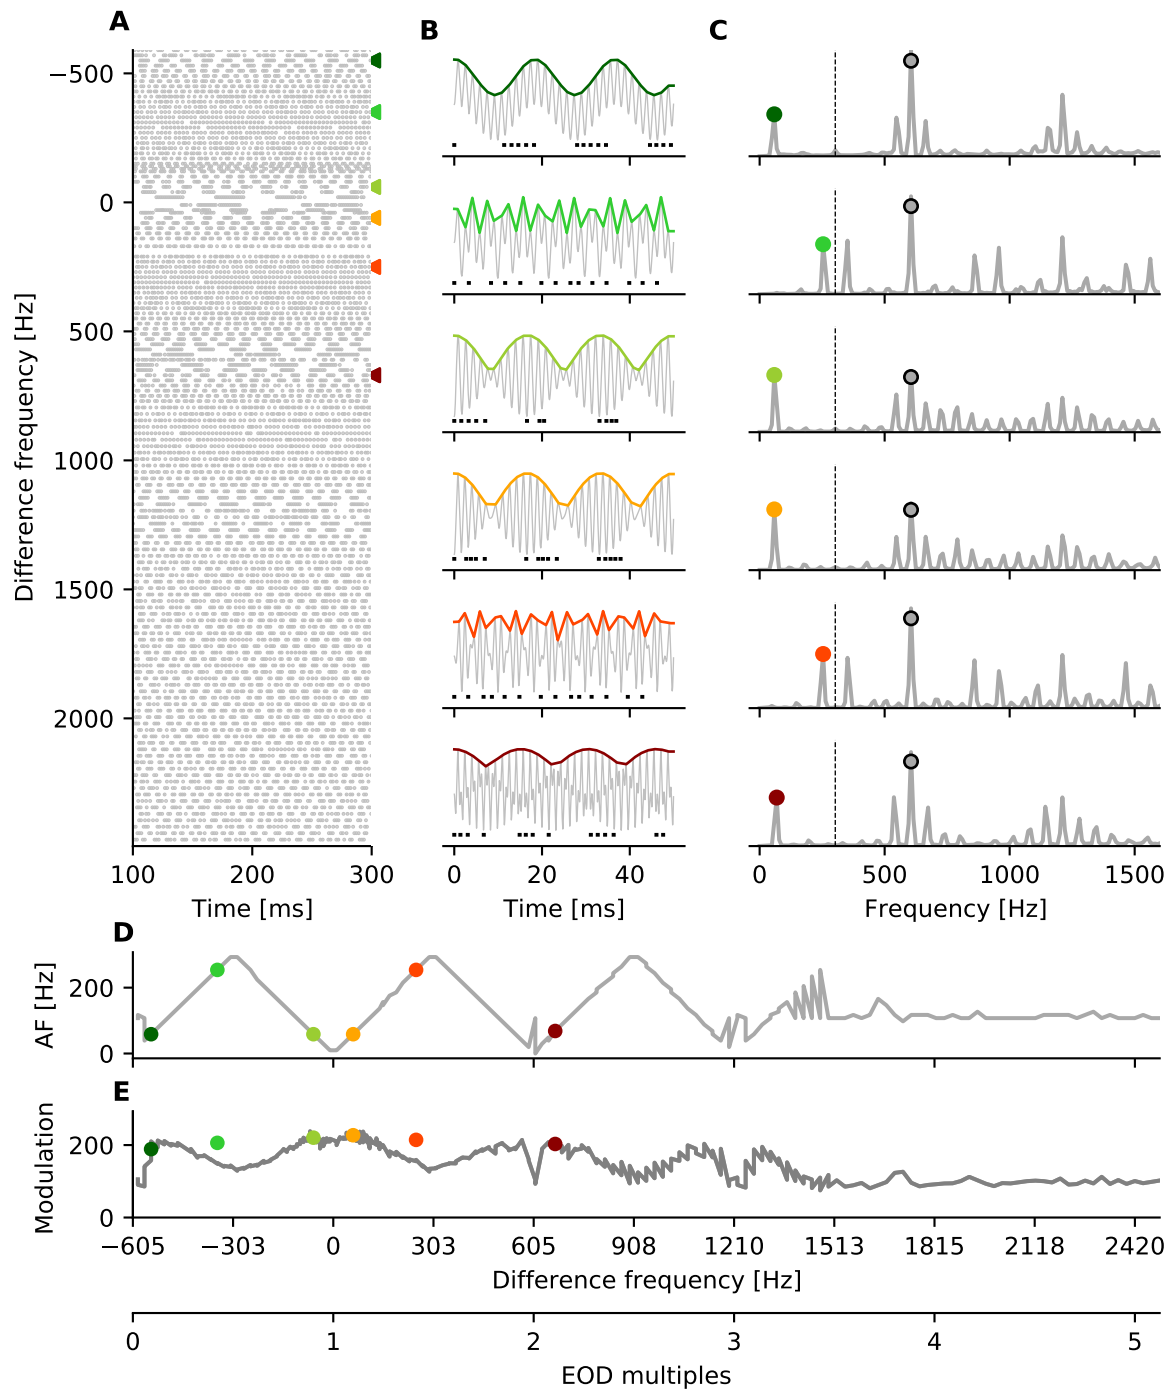 A
B
C
−500
0
500
1000
1500
2000
Difference frequency [Hz]
100
200
300
Time [ms]
0
20
40
Time [ms]
0
500
1000
1500
Frequency [Hz]
D
200
0
AF [Hz]
E
200
0
Modulation
−605
−303
0
303
605
908
1210
1513
1815
2118
2420
Difference frequency [Hz]
0
1
2
3
4
5
EOD multiples